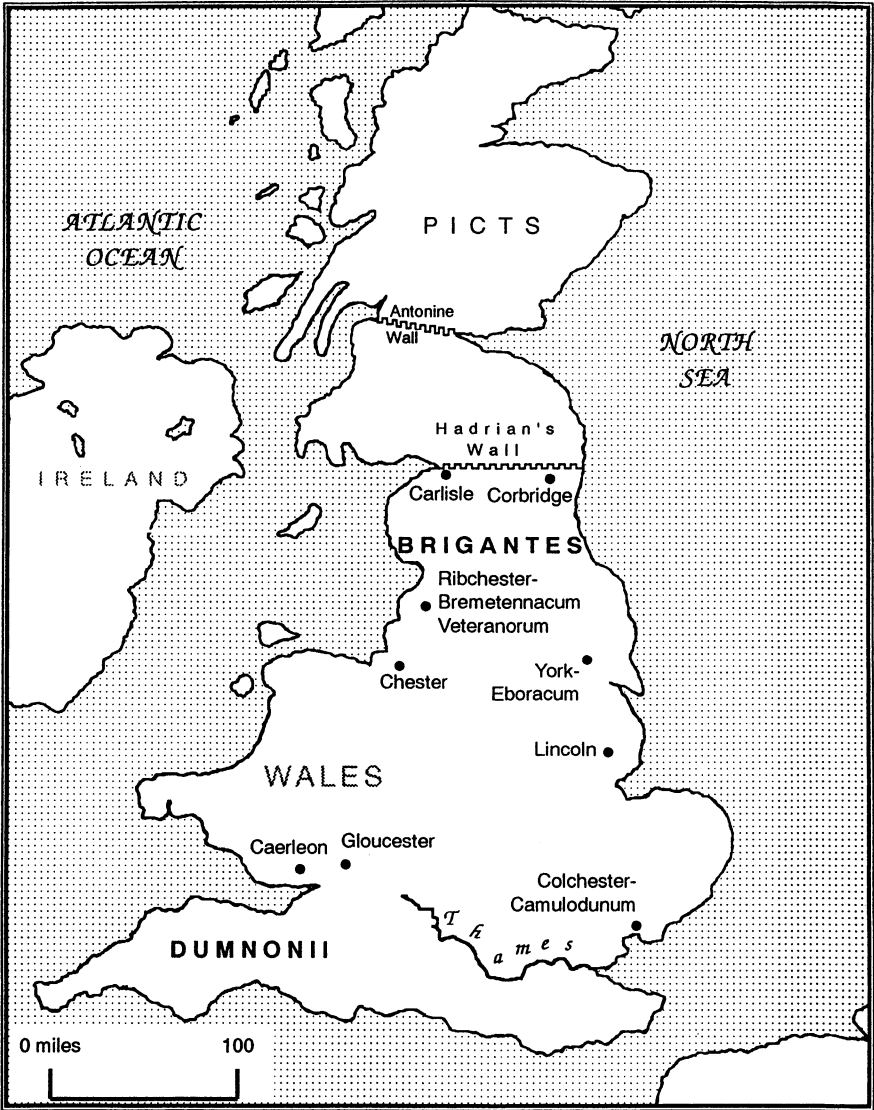 PICTS
ATLANTIC
OCEAN
Antonine
Wall
NORTH
SEA
Hadrian's
Wall
IRELAND
Carlisle
Corbridge
BRIGANTES
Ribchester-
Bremetennacum
Veteranorum
York-
Eboracum
Chester
Lincoln
WALES
Caerleon
Gloucester
Colchester-
Camulodunum
Thames
DUMNONII
0 miles 100